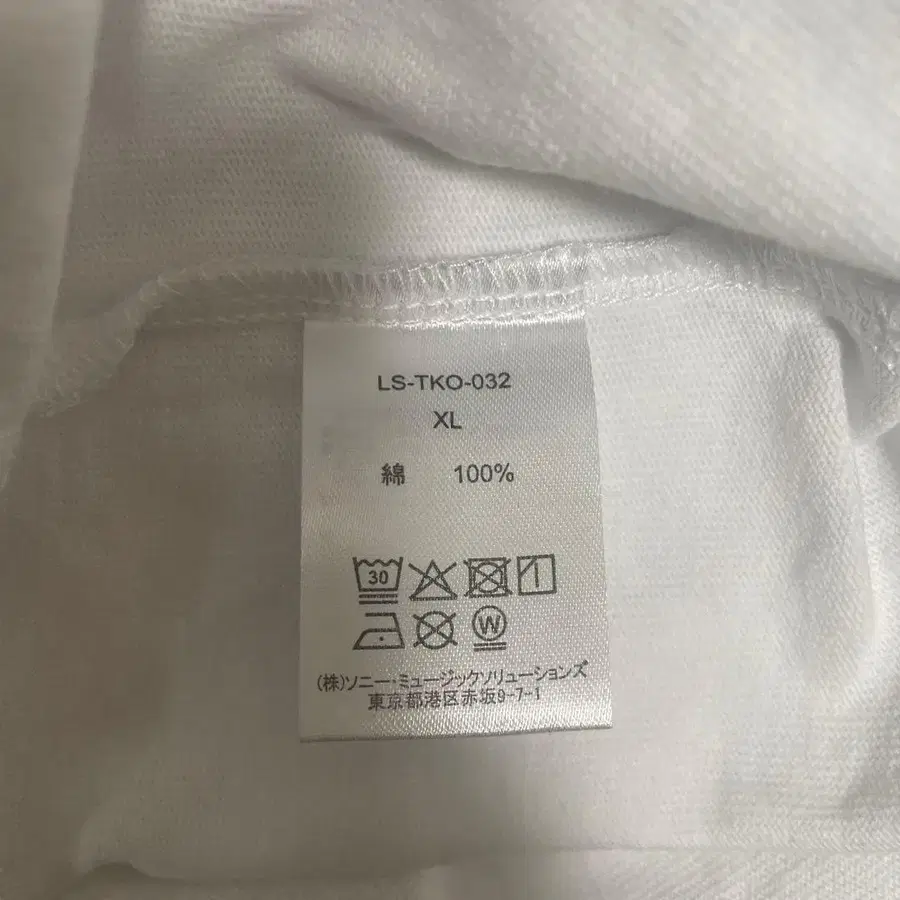 LS-TKO-032
XL
綿 100%
30
W
(株)ソニー・ミュージックソリューションズ
東京都港区赤坂9-7-1